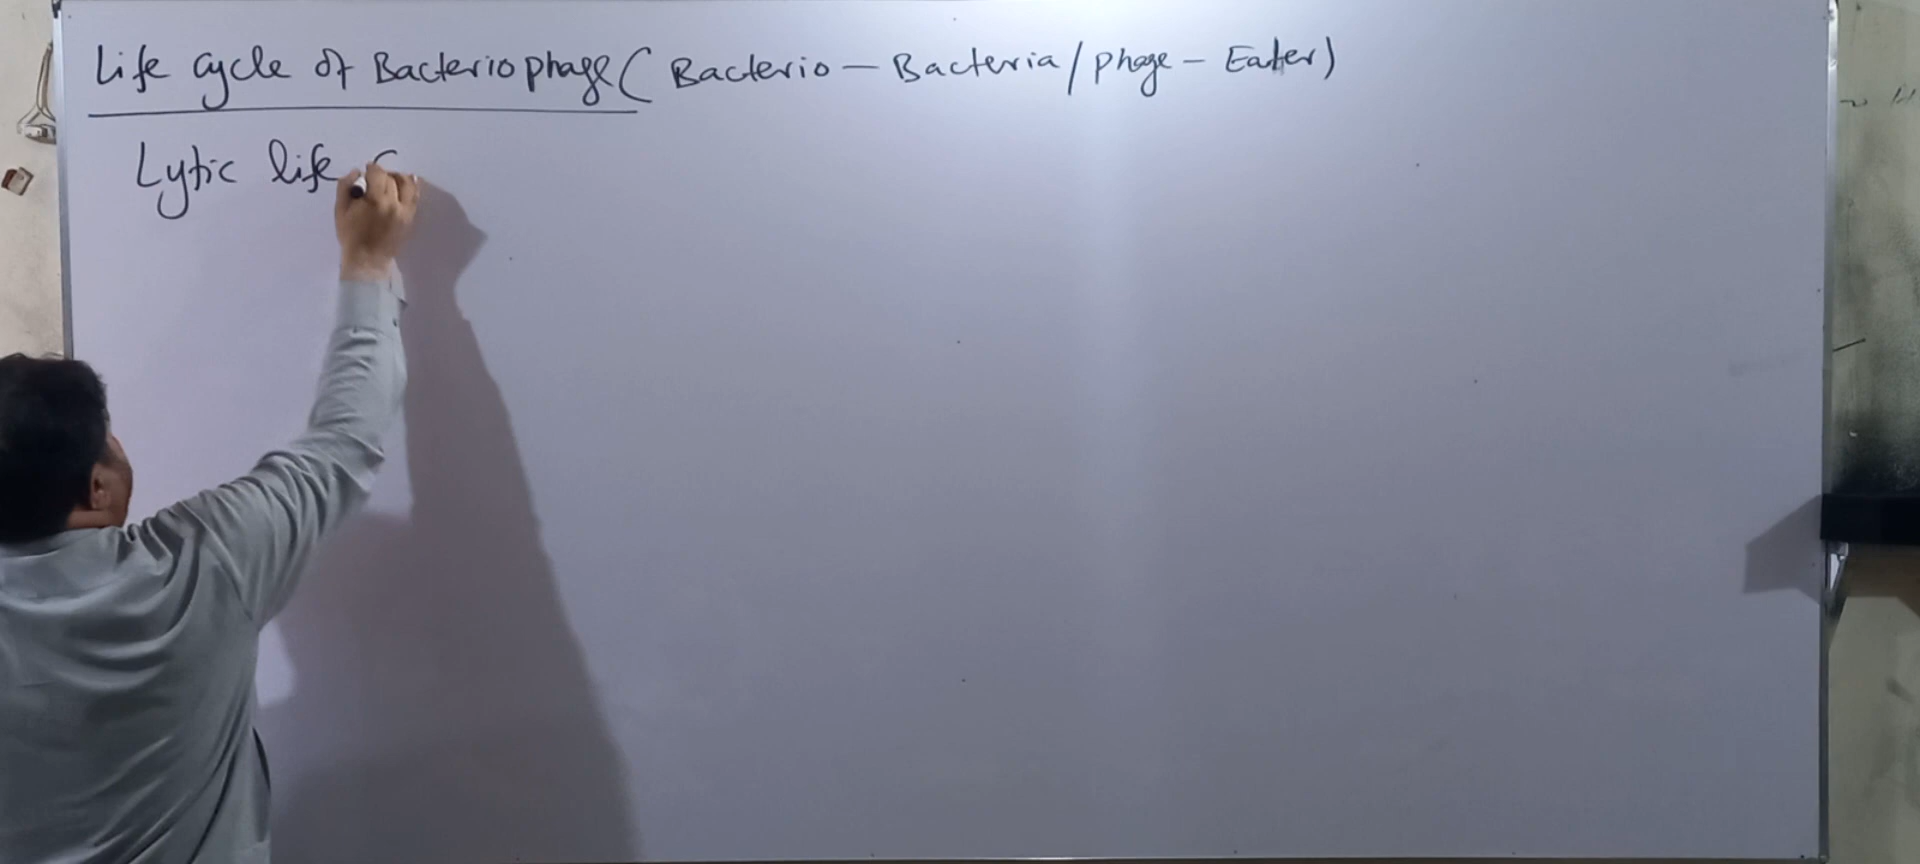 Life cycle of Bacteriophage ( Bacterio – Bacteria / phage – Eater)
Lytic life c